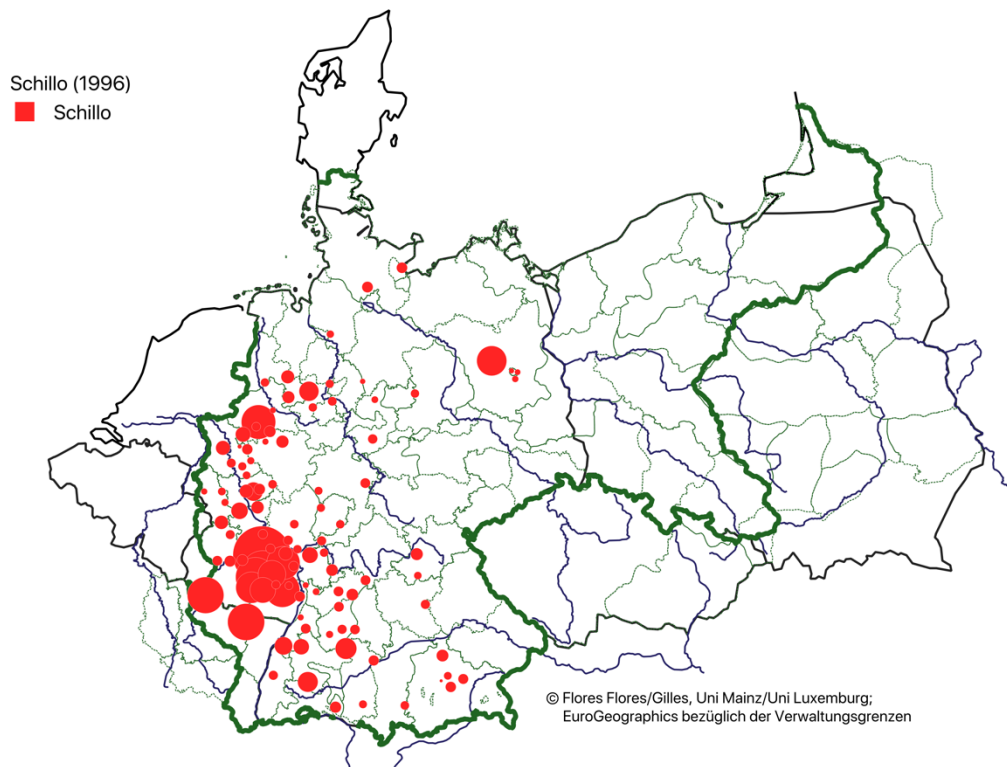 Schillo (1996)
Schillo
© Flores Flores/Gilles, Uni Mainz/Uni Luxemburg;
EuroGeographics bezüglich der Verwaltungsgrenzen